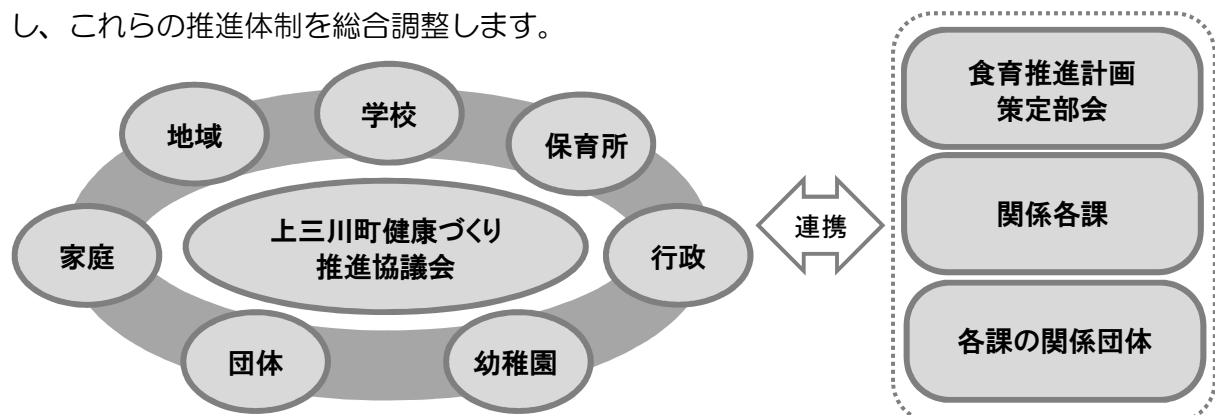 し、これらの推進体制を総合調整します。
学校
地域
保育所
家庭
上三川町健康づくり
推進協議会
行政
団体
幼稚園
連携
食育推進計画
策定部会
関係各課
各課の関係団体